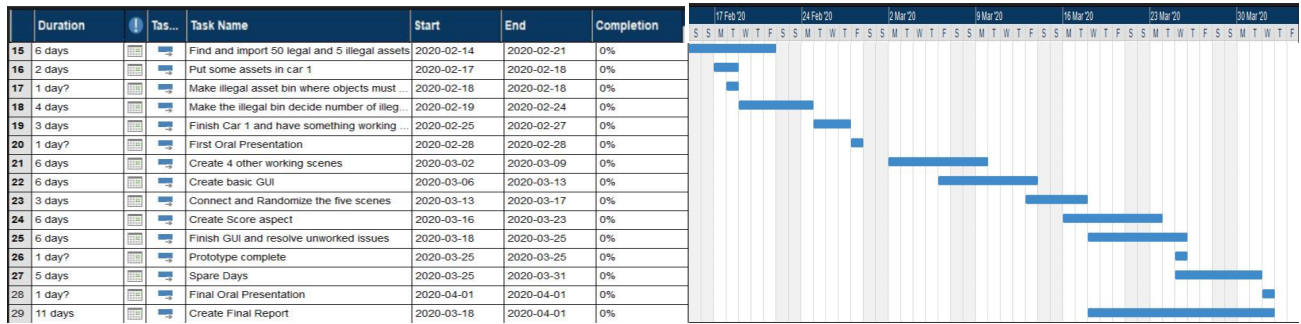 Duration Tas... Task Name Start End Completion
15 6 days Find and import 50 legal and 5 illegal assets 2020-02-14 2020-02-21 0%
16 2 days Put some assets in car 1 2020-02-17 2020-02-18 0%
17 1 day? Make illegal asset bin where objects must ... 2020-02-18 2020-02-18 0%
18 4 days Make the illegal bin decide number of illeg... 2020-02-19 2020-02-24 0%
19 3 days Finish Car 1 and have something working ... 2020-02-25 2020-02-27 0%
20 1 day? First Oral Presentation 2020-02-28 2020-02-28 0%
21 6 days Create 4 other working scenes 2020-03-02 2020-03-09 0%
22 6 days Create basic GUI 2020-03-06 2020-03-13 0%
23 3 days Connect and Randomize the five scenes 2020-03-13 2020-03-17 0%
24 6 days Create Score aspect 2020-03-16 2020-03-23 0%
25 6 days Finish GUI and resolve unworked issues 2020-03-18 2020-03-25 0%
26 1 day? Prototype complete 2020-03-25 2020-03-25 0%
27 5 days Spare Days 2020-03-25 2020-03-31 0%
28 1 day? Final Oral Presentation 2020-04-01 2020-04-01 0%
29 11 days Create Final Report 2020-03-18 2020-04-01 0%
17 Feb '20 24 Feb '20 2 Mar '20 9 Mar '20 16 Mar '20 23 Mar '20 30 Mar '20
S S M T W T F S S M T W T F S S M T W T F S S M T W T F S S M T W T F S S M T W T F S S M T W T F